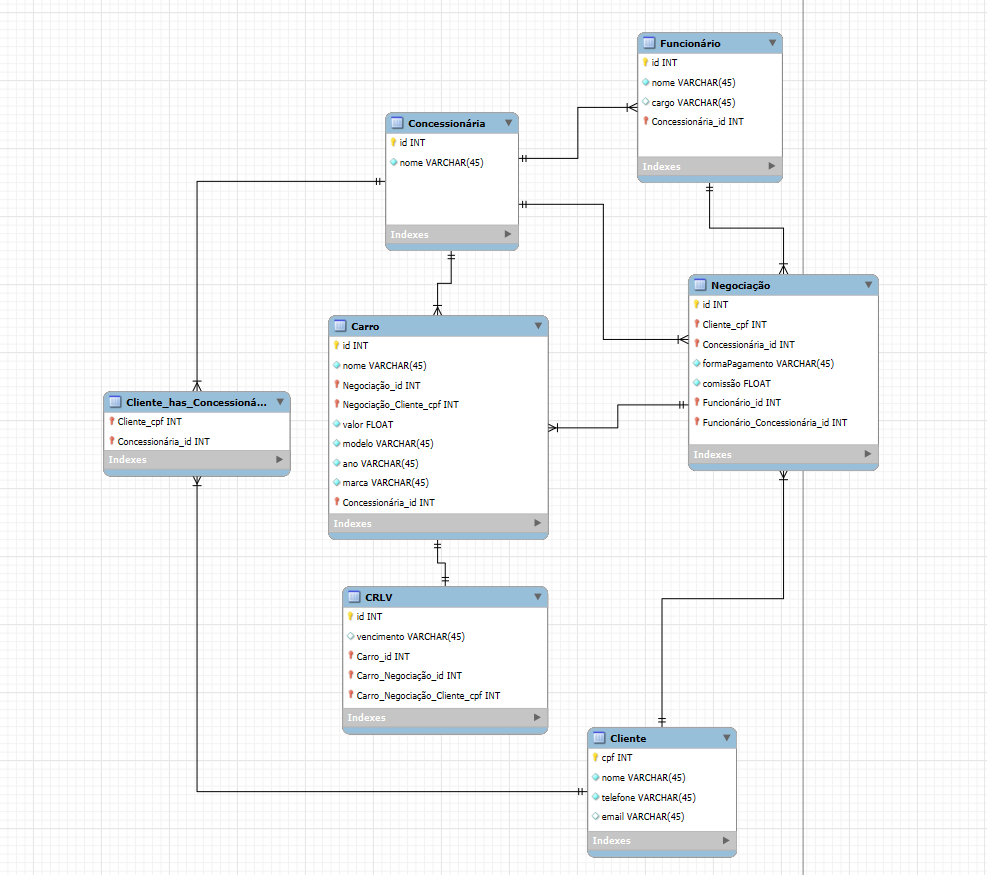 Funcionário
id INT
nome VARCHAR(45)
cargo VARCHAR(45)
Concessionária_id INT
Indexes
Concessionária
id INT
nome VARCHAR(45)
Indexes
Negociação
id INT
Cliente_cpf INT
Concessionária_id INT
formaPagamento VARCHAR(45)
comissão FLOAT
Funcionário_id INT
Funcionário_Concessionária_id INT
Indexes
Carro
id INT
nome VARCHAR(45)
Negociação_id INT
Negociação_Cliente_cpf INT
valor FLOAT
modelo VARCHAR(45)
ano VARCHAR(45)
marca VARCHAR(45)
Concessionária_id INT
Indexes
Cliente_has_Concessioná...
Cliente_cpf INT
Concessionária_id INT
Indexes
CRLV
id INT
vencimento VARCHAR(45)
Carro_id INT
Carro_Negociação_id INT
Carro_Negociação_Cliente_cpf INT
Indexes
Cliente
cpf INT
nome VARCHAR(45)
telefone VARCHAR(45)
email VARCHAR(45)
Indexes